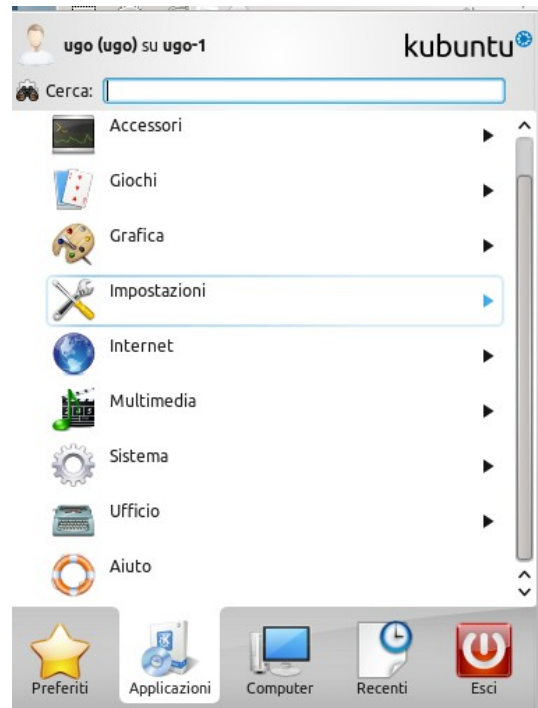 ugo (ugo) su ugo-1
kubuntu
Cerca:
Accessori
Giochi
Grafica
Impostazioni
Internet
Multimedia
Sistema
Ufficio
Aiuto
Preferiti Applicazioni Computer Recenti Esci